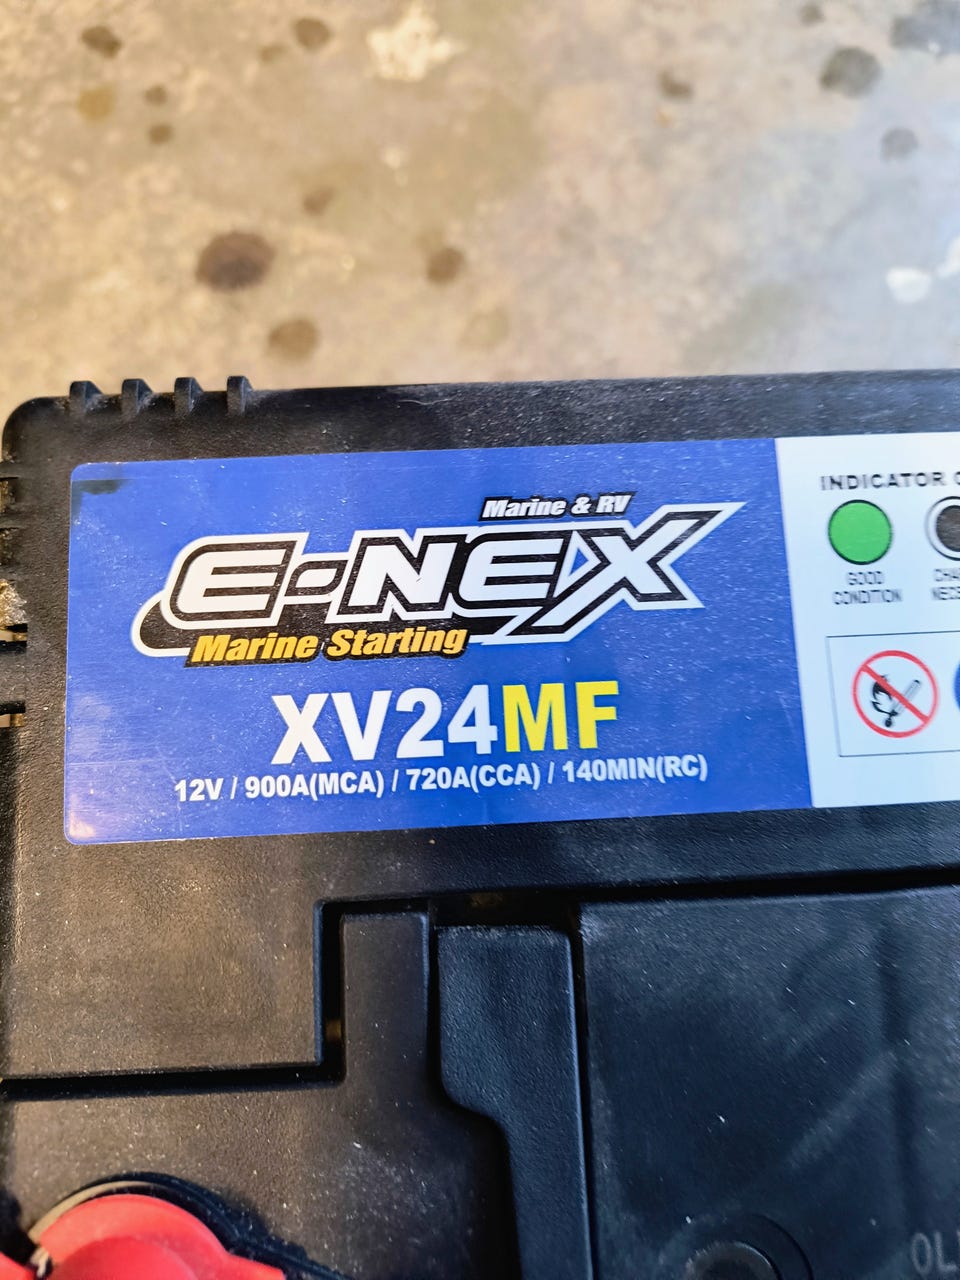 Marine & RV
E-NEX
Marine Starting
XV24MF
12V / 900A(MCA) / 720A(CCA) / 140MIN(RC)
INDICATOR
GOOD
CONDITION